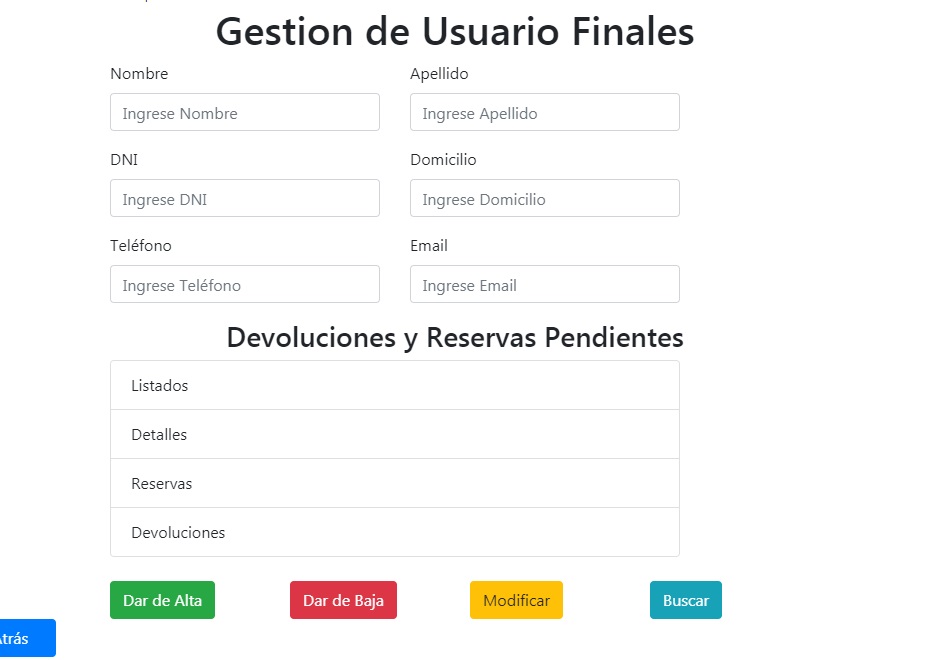 Gestion de Usuario Finales
Nombre Apellido
Ingrese Nombre Ingrese Apellido
DNI Domicilio
Ingrese DNI Ingrese Domicilio
Teléfono Email
Ingrese Teléfono Ingrese Email
Devoluciones y Reservas Pendientes
Listados
Detalles
Reservas
Devoluciones
Dar de Alta Dar de Baja Modificar Buscar
Atrás